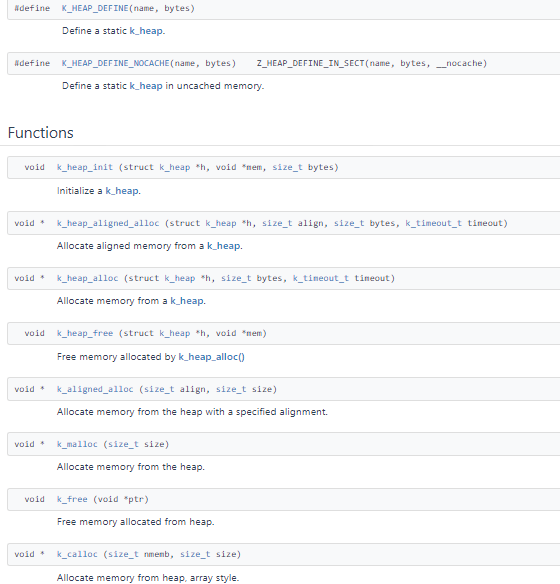 #define K_HEAP_DEFINE(name, bytes)
Define a static k_heap.
#define K_HEAP_DEFINE_NOCACHE(name, bytes) Z_HEAP_DEFINE_IN_SECT(name, bytes, __nocache)
Define a static k_heap in uncached memory.
Functions
void k_heap_init (struct k_heap *h, void *mem, size_t bytes)
Initialize a k_heap.
void * k_heap_aligned_alloc (struct k_heap *h, size_t align, size_t bytes, k_timeout_t timeout)
Allocate aligned memory from a k_heap.
void * k_heap_alloc (struct k_heap *h, size_t bytes, k_timeout_t timeout)
Allocate memory from a k_heap.
void k_heap_free (struct k_heap *h, void *mem)
Free memory allocated by k_heap_alloc()
void * k_aligned_alloc (size_t align, size_t size)
Allocate memory from the heap with a specified alignment.
void * k_malloc (size_t size)
Allocate memory from the heap.
void k_free (void *ptr)
Free memory allocated from heap.
void * k_calloc (size_t nmemb, size_t size)
Allocate memory from heap, array style.